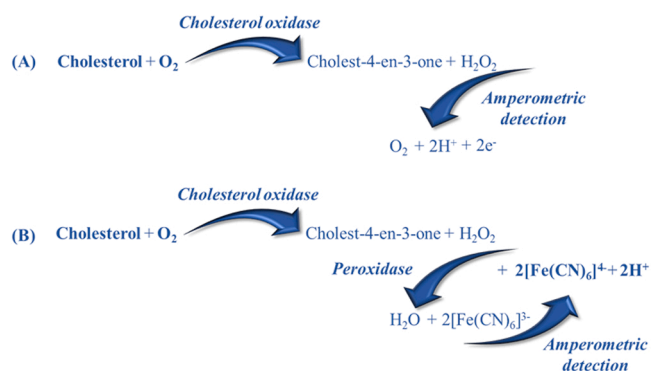 Cholesterol oxidase
(A) Cholesterol + O₂ Cholest-4-en-3-one + H₂O₂
Amperometric
detection
O₂ + 2H⁺ + 2e⁻
Cholesterol oxidase
(B) Cholesterol + O₂ Cholest-4-en-3-one + H₂O₂
Peroxidase + 2[Fe(CN)₆]⁴⁻ + 2H⁺
H₂O + 2[Fe(CN)₆]³⁻
Amperometric
detection